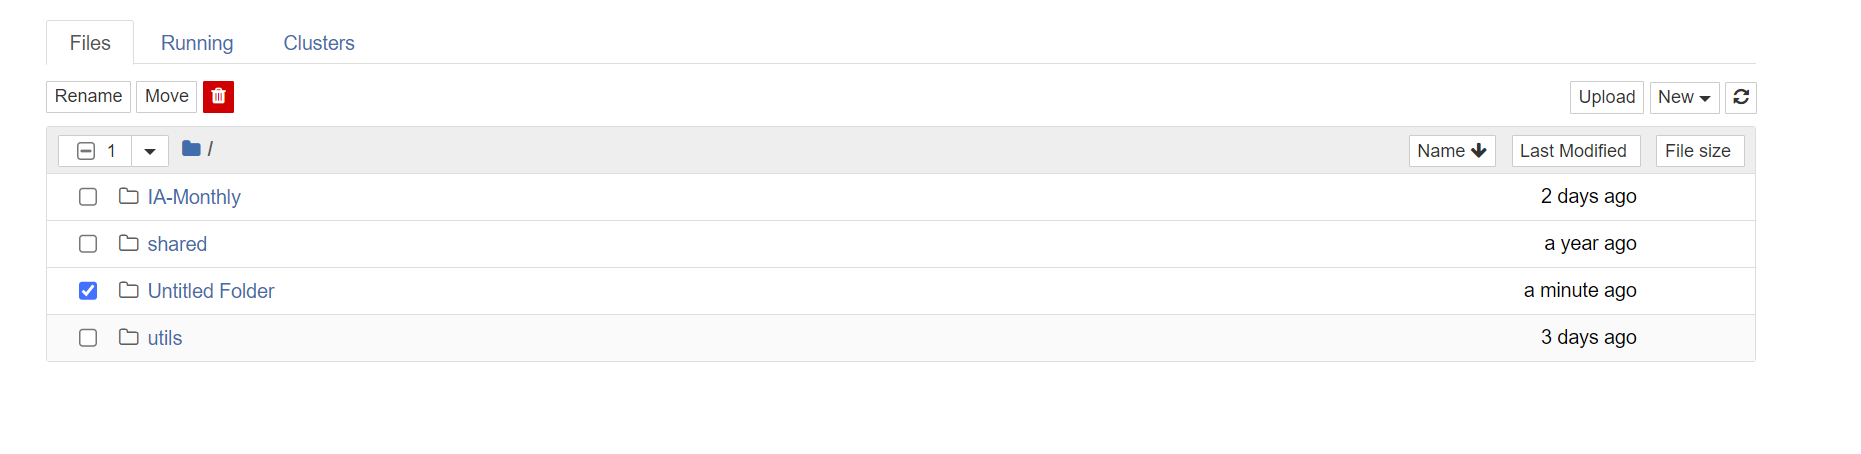 Files Running Clusters
Rename Move Upload New
1 / Name Last Modified File size
IA-Monthly 2 days ago
shared a year ago
Untitled Folder a minute ago
utils 3 days ago